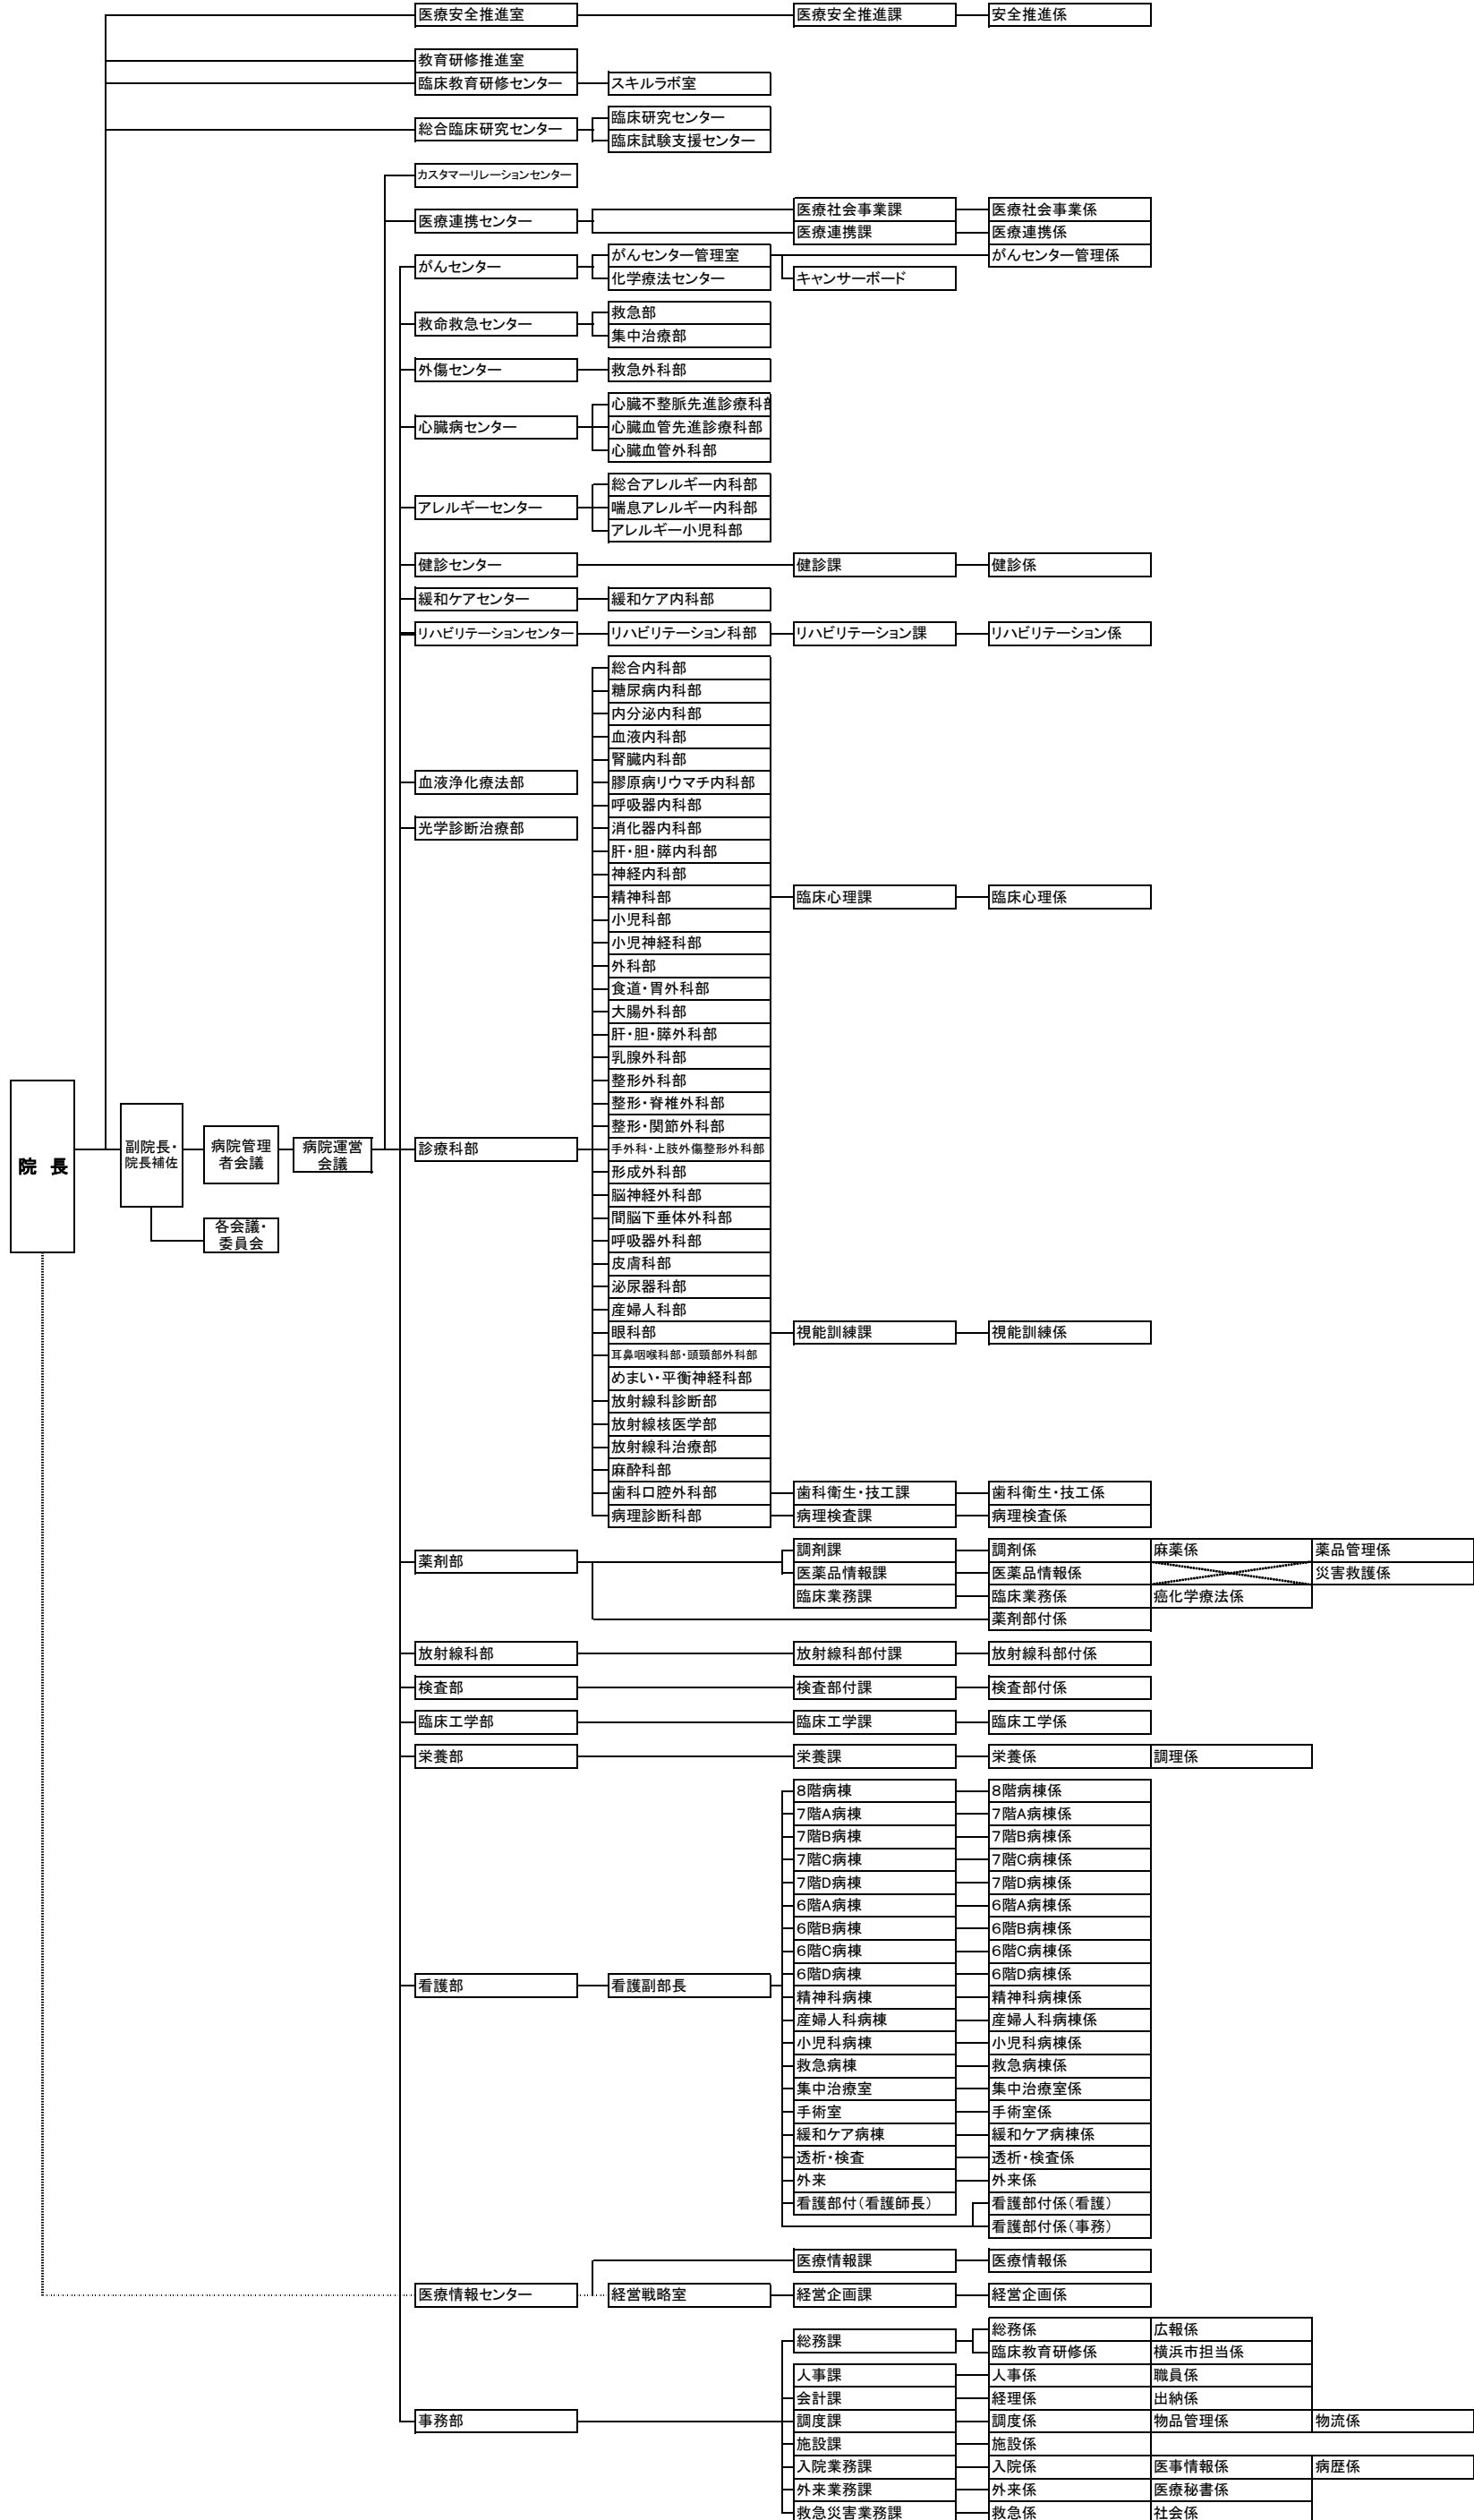 医療安全推進室 医療安全推進課 安全推進係
教育研修推進室
臨床教育研修センター スキルラボ室
臨床研究センター
総合臨床研究センター
臨床試験支援センター
カスタマーリレーションセンター
医療社会事業課 医療社会事業係
医療連携センター
医療連携課 医療連携係
がんセンター管理室 がんセンター管理係
がんセンター
化学療法センター キャンサーボード
救急部
救命救急センター
集中治療部
外傷センター 救急外科部
心臓不整脈先進診療科部
心臓病センター 心臓血管先進診療科部
心臓血管外科部
総合アレルギー内科部
アレルギーセンター 喘息アレルギー内科部
アレルギー小児科部
健診センター 健診課 健診係
緩和ケアセンター 緩和ケア内科部
リハビリテーションセンター リハビリテーション科部 リハビリテーション課 リハビリテーション係
総合内科部
糖尿病内科部
内分泌内科部
血液内科部
腎臓内科部
血液浄化療法部 膠原病リウマチ内科部
呼吸器内科部
光学診断治療部 消化器内科部
肝・胆・膵内科部
神経内科部
精神科部 臨床心理課 臨床心理係
小児科部
小児神経科部
外科部
食道・胃外科部
大腸外科部
肝・胆・膵外科部
乳腺外科部
整形外科部
整形・脊椎外科部
整形・関節外科部
院 長
副院長・
院長補佐
病院管理
者会議
病院運営
会議
診療科部 手外科・上肢外傷整形外科部
形成外科部
脳神経外科部
間脳下垂体外科部
各会議・
委員会
呼吸器外科部
皮膚科部
泌尿器科部
産婦人科部
眼科部 視能訓練課 視能訓練係
耳鼻咽喉科部・頭頸部外科部
めまい・平衡神経科部
放射線科診断部
放射線核医学部
放射線科治療部
麻酔科部
歯科口腔外科部 歯科衛生・技工課 歯科衛生・技工係
病理診断科部 病理検査課 病理検査係
調剤課 調剤係 麻薬係 薬品管理係
薬剤部
医薬品情報課 医薬品情報係 災害救護係
臨床業務課 臨床業務係 癌化学療法係
薬剤部付係
放射線科部 放射線科部付課 放射線科部付係
検査部 検査部付課 検査部付係
臨床工学部 臨床工学課 臨床工学係
栄養部 栄養課 栄養係 調理係
8階病棟 8階病棟係
7階A病棟 7階A病棟係
7階B病棟 7階B病棟係
7階C病棟 7階C病棟係
7階D病棟 7階D病棟係
6階A病棟 6階A病棟係
6階B病棟 6階B病棟係
6階C病棟 6階C病棟係
6階D病棟 6階D病棟係
看護部 看護副部長
精神科病棟 精神科病棟係
産婦人科病棟 産婦人科病棟係
小児科病棟 小児科病棟係
救急病棟 救急病棟係
集中治療室 集中治療室係
手術室 手術室係
緩和ケア病棟 緩和ケア病棟係
透析・検査 透析・検査係
外来 外来係
看護部付(看護師長) 看護部付係(看護)
看護部付係(事務)
医療情報課 医療情報係
医療情報センター 経営戦略室 経営企画課 経営企画係
総務係 広報係
総務課
臨床教育研修係 横浜市担当係
人事課 人事係 職員係
会計課 経理係 出納係
事務部 調度課 調度係 物品管理係 物流係
施設課 施設係
入院業務課 入院係 医事情報係 病歴係
外来業務課 外来係 医療秘書係
救急災害業務課 救急係 社会係